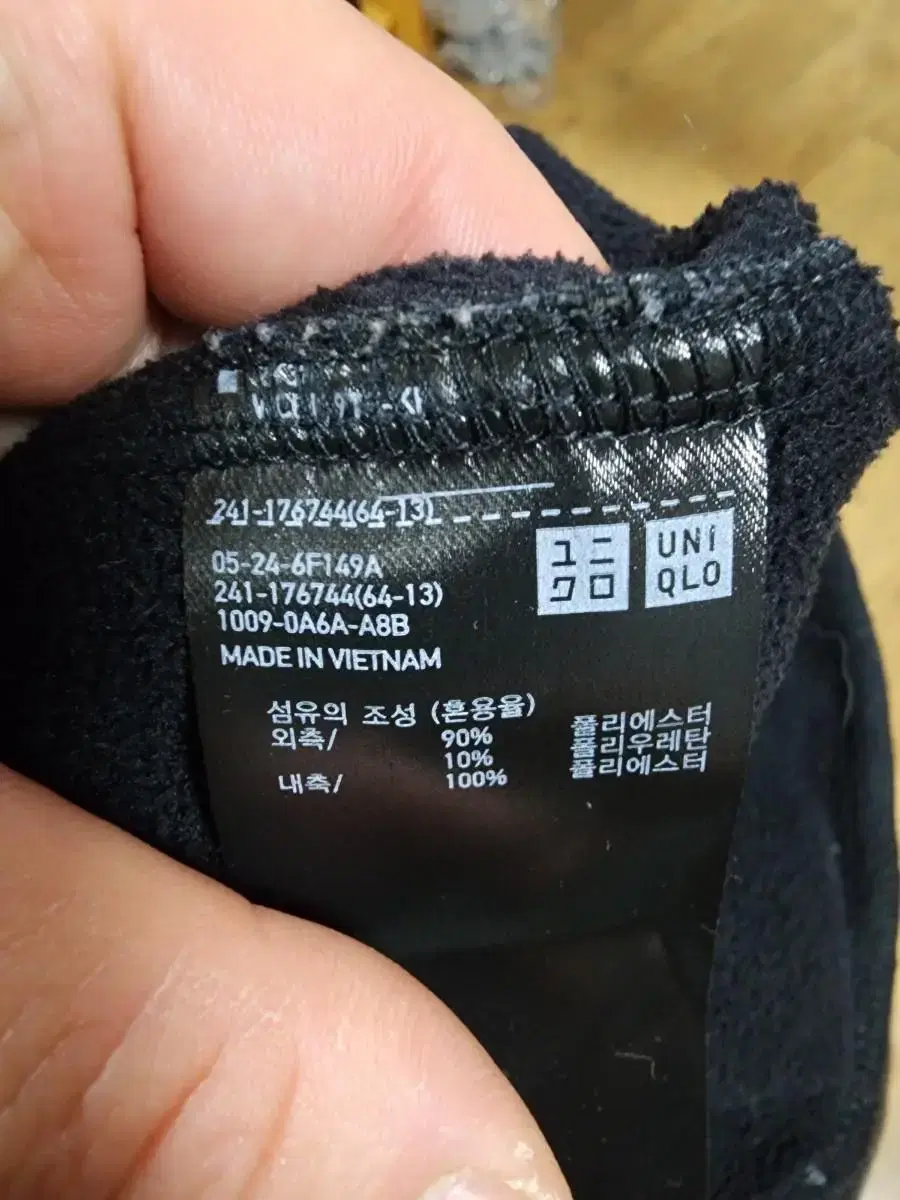 241-176744(64-13)
ユニ
クロ
UNI
QLO
05-24-6F149A
241-176744(64-13)
1009-0A6A-A8B
MADE IN VIETNAM
섬유의 조성 (혼용율)
외측/ 90% 폴리에스터
10% 폴리우레탄
내측/ 100% 폴리에스터